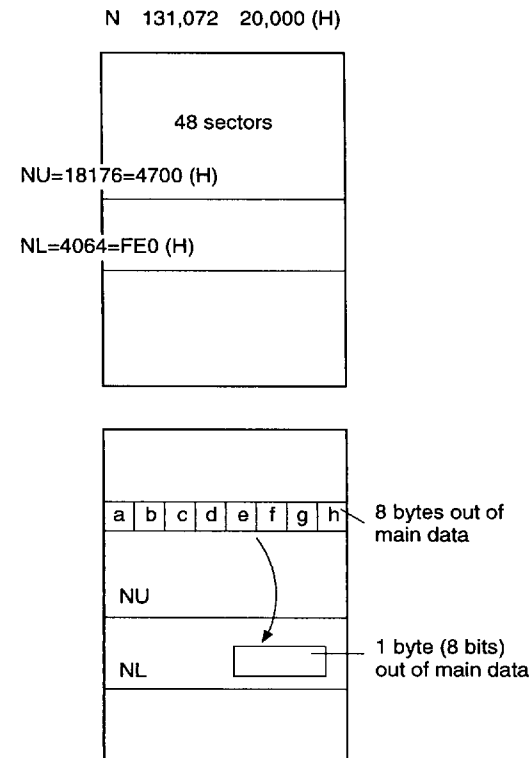 N 131,072 20,000 (H)
48 sectors
NU=18176=4700 (H)
NL=4064=FE0 (H)
a b c d e f g h
8 bytes out of
main data
NU
NL
1 byte (8 bits)
out of main data